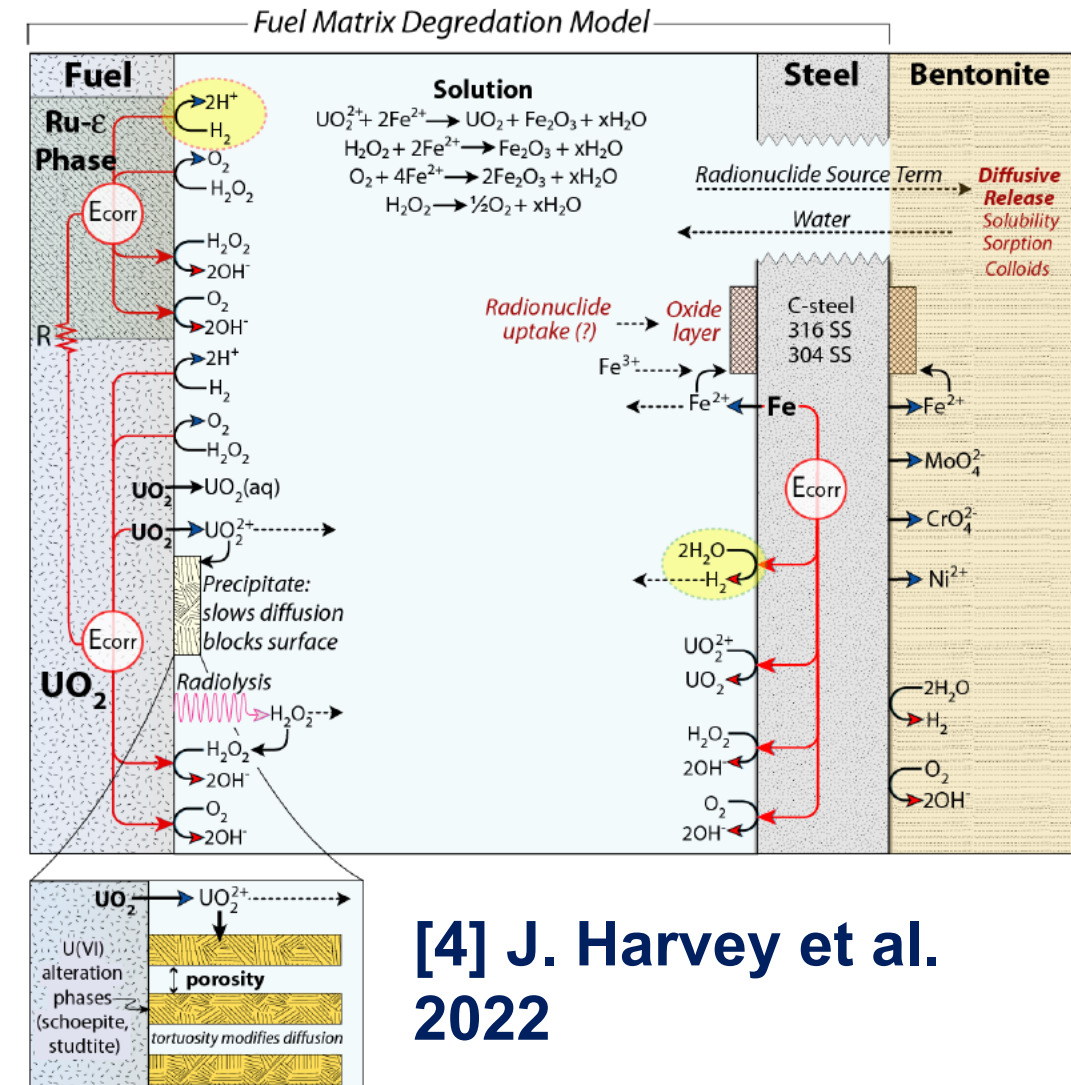 Fuel Matrix Degredation Model
Fuel
Ru-ε
Phase
Ecorr
R
Ecorr
UO₂
2H⁺
H₂
O₂
H₂O₂
H₂O₂
2OH⁻
O₂
2OH⁻
2H⁺
H₂
O₂
H₂O₂
UO₂ UO₂(aq)
UO₂ UO₂²⁺
Precipitate:
slows diffusion
blocks surface
Radiolysis
H₂O₂
H₂O₂
2OH⁻
O₂
2OH⁻
Solution
UO₂²⁺ + 2Fe²⁺ → UO₂ + Fe₂O₃ + xH₂O
H₂O₂ + 2Fe²⁺ → Fe₂O₃ + xH₂O
O₂ + 4Fe²⁺ → 2Fe₂O₃ + xH₂O
H₂O₂ → ½O₂ + xH₂O
Radionuclide Source Term
Water
Radionuclide
uptake (?)
Oxide
layer
Fe³⁺
Fe²⁺
Fe
2H₂O
H₂
UO₂²⁺
UO₂
H₂O₂
2OH⁻
O₂
2OH⁻
Steel
C-steel
316 SS
304 SS
Ecorr
Bentonite
Diffusive
Release
Solubility
Sorption
Colloids
Fe²⁺
MoO₄²⁻
CrO₄²⁻
Ni²⁺
2H₂O
H₂
O₂
2OH⁻
UO₂ UO₂²⁺
U(VI)
alteration
phases
(schoepite,
studtite)
porosity
tortuosity modifies diffusion
[4] J. Harvey et al.
2022